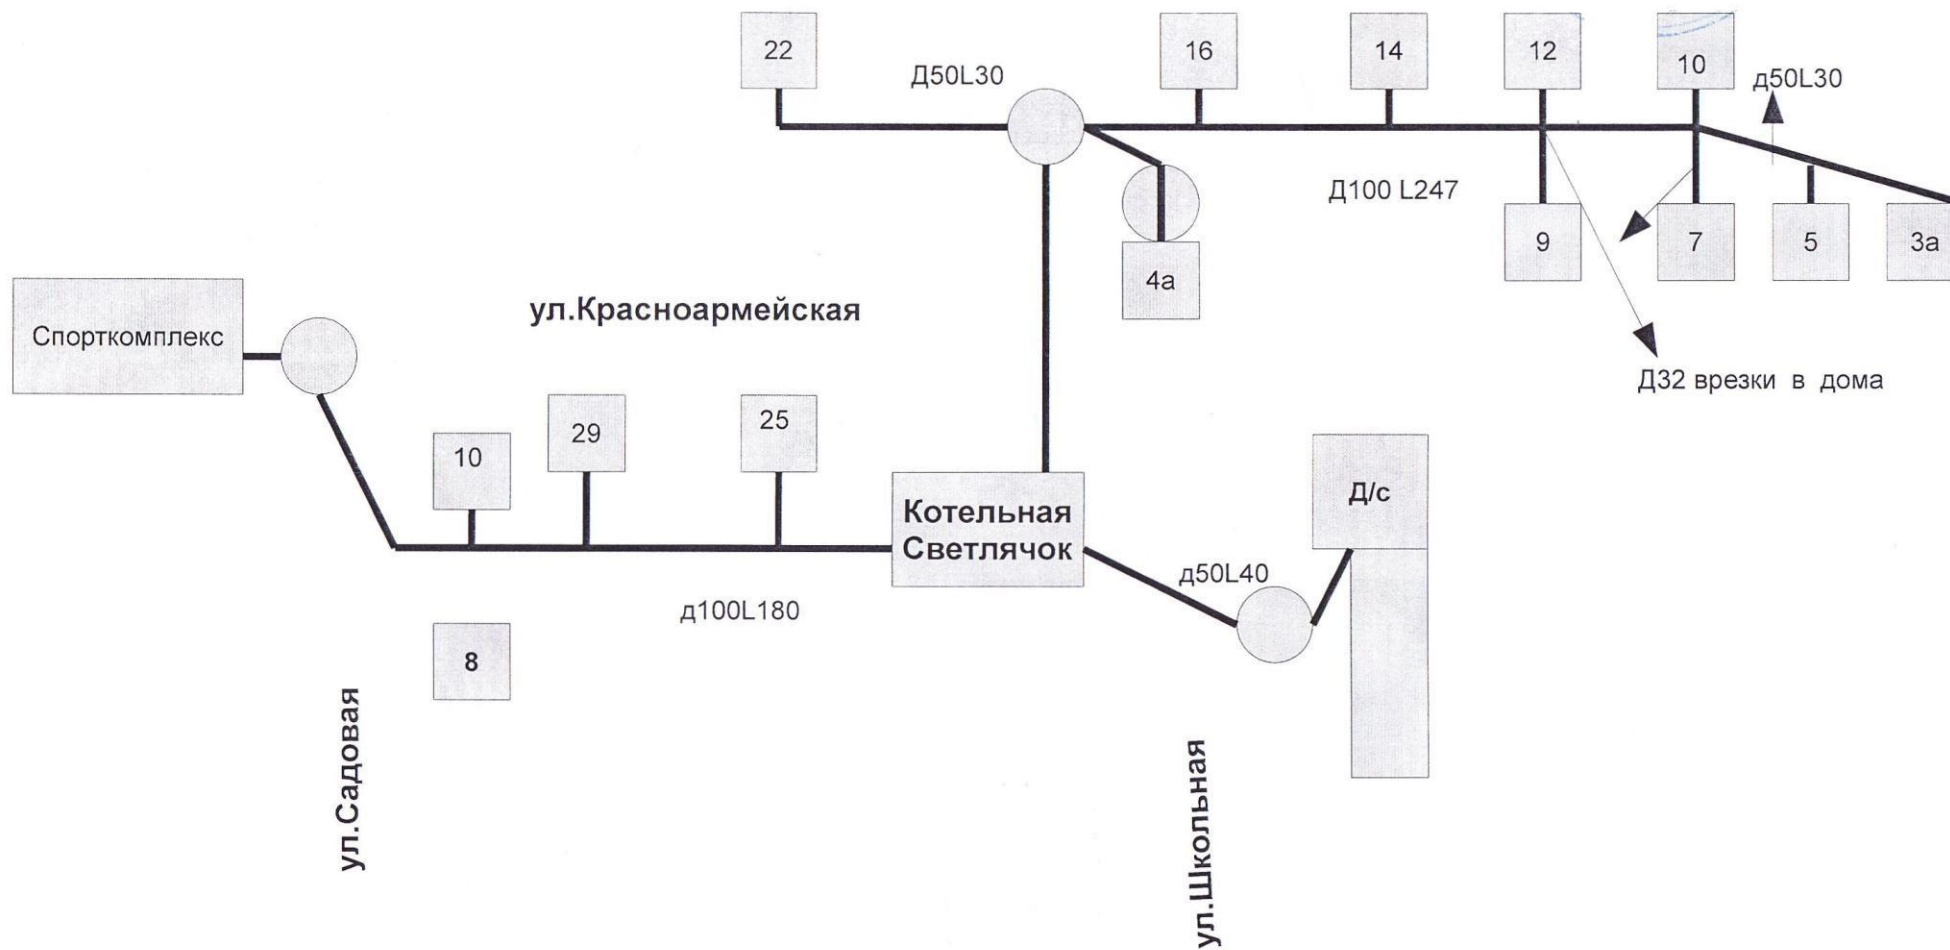 22
Д50L30
16
14
12
10
д50L30
Д100 L247
4а
9
7
5
3а
Спорткомплекс
ул.Красноармейская
Д32 врезки в дома
10
29
25
Котельная
Светлячок
Д/с
д50L40
д100L180
8
ул.Садовая
ул.Школьная